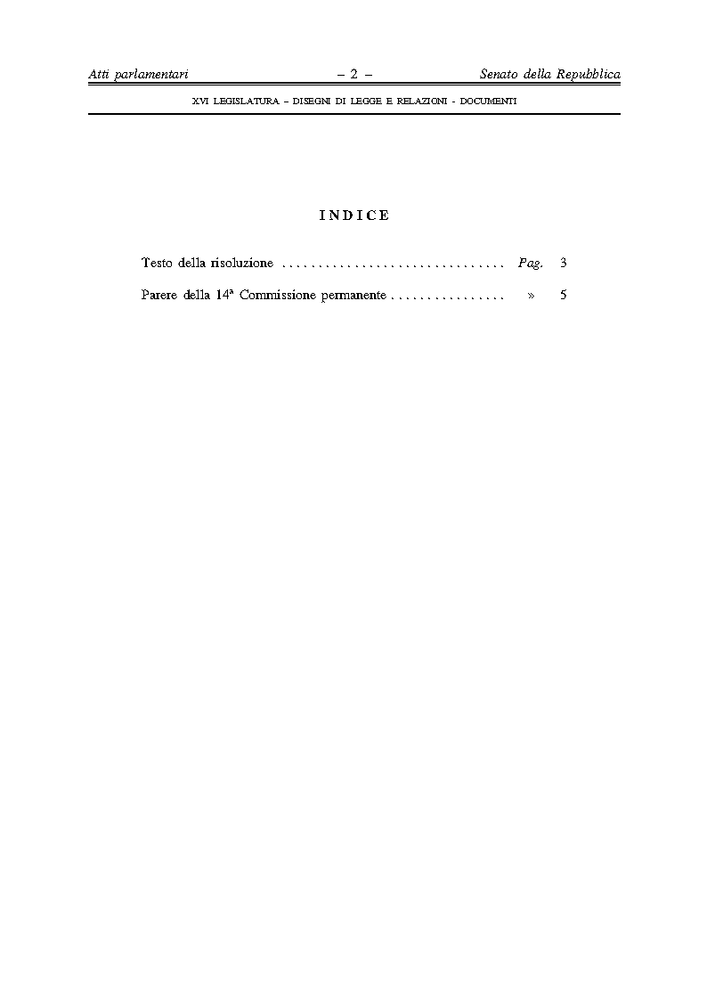 Atti parlamentari – 2 – Senato della Repubblica
XVI LEGISLATURA – DISEGNI DI LEGGE E RELAZIONI - DOCUMENTI
INDICE
Testo della risoluzione . . . . . . . . . . . . . . . . . . . . . . . . . . . . . . . Pag. 3
Parere della 14ª Commissione permanente . . . . . . . . . . . . . . . . » 5